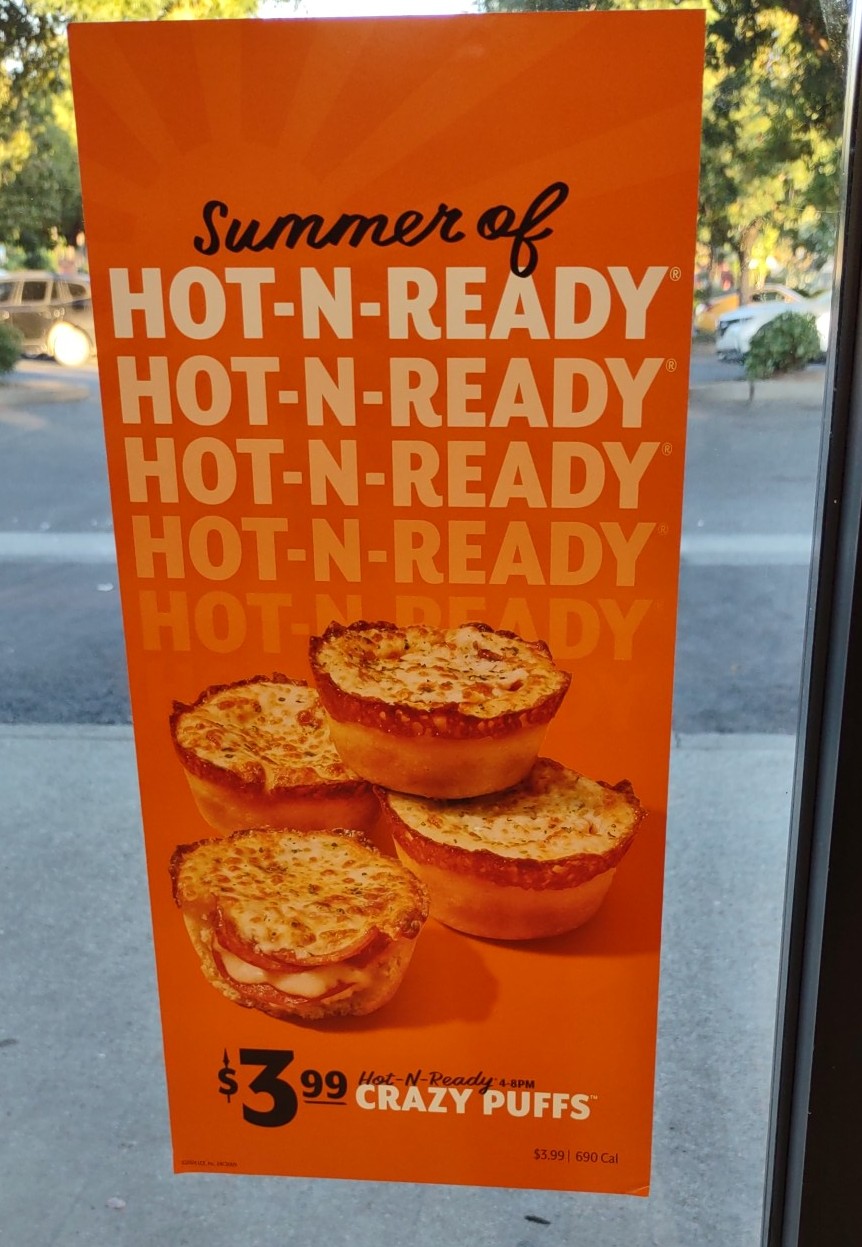 Summer of
HOT-N-READY®
HOT-N-READY®
HOT-N-READY®
HOT-N-READY®
HOT-N-READY
$3.99 Hot-N-Ready® 4-8PM
CRAZY PUFFS™
$3.99 | 690 Cal